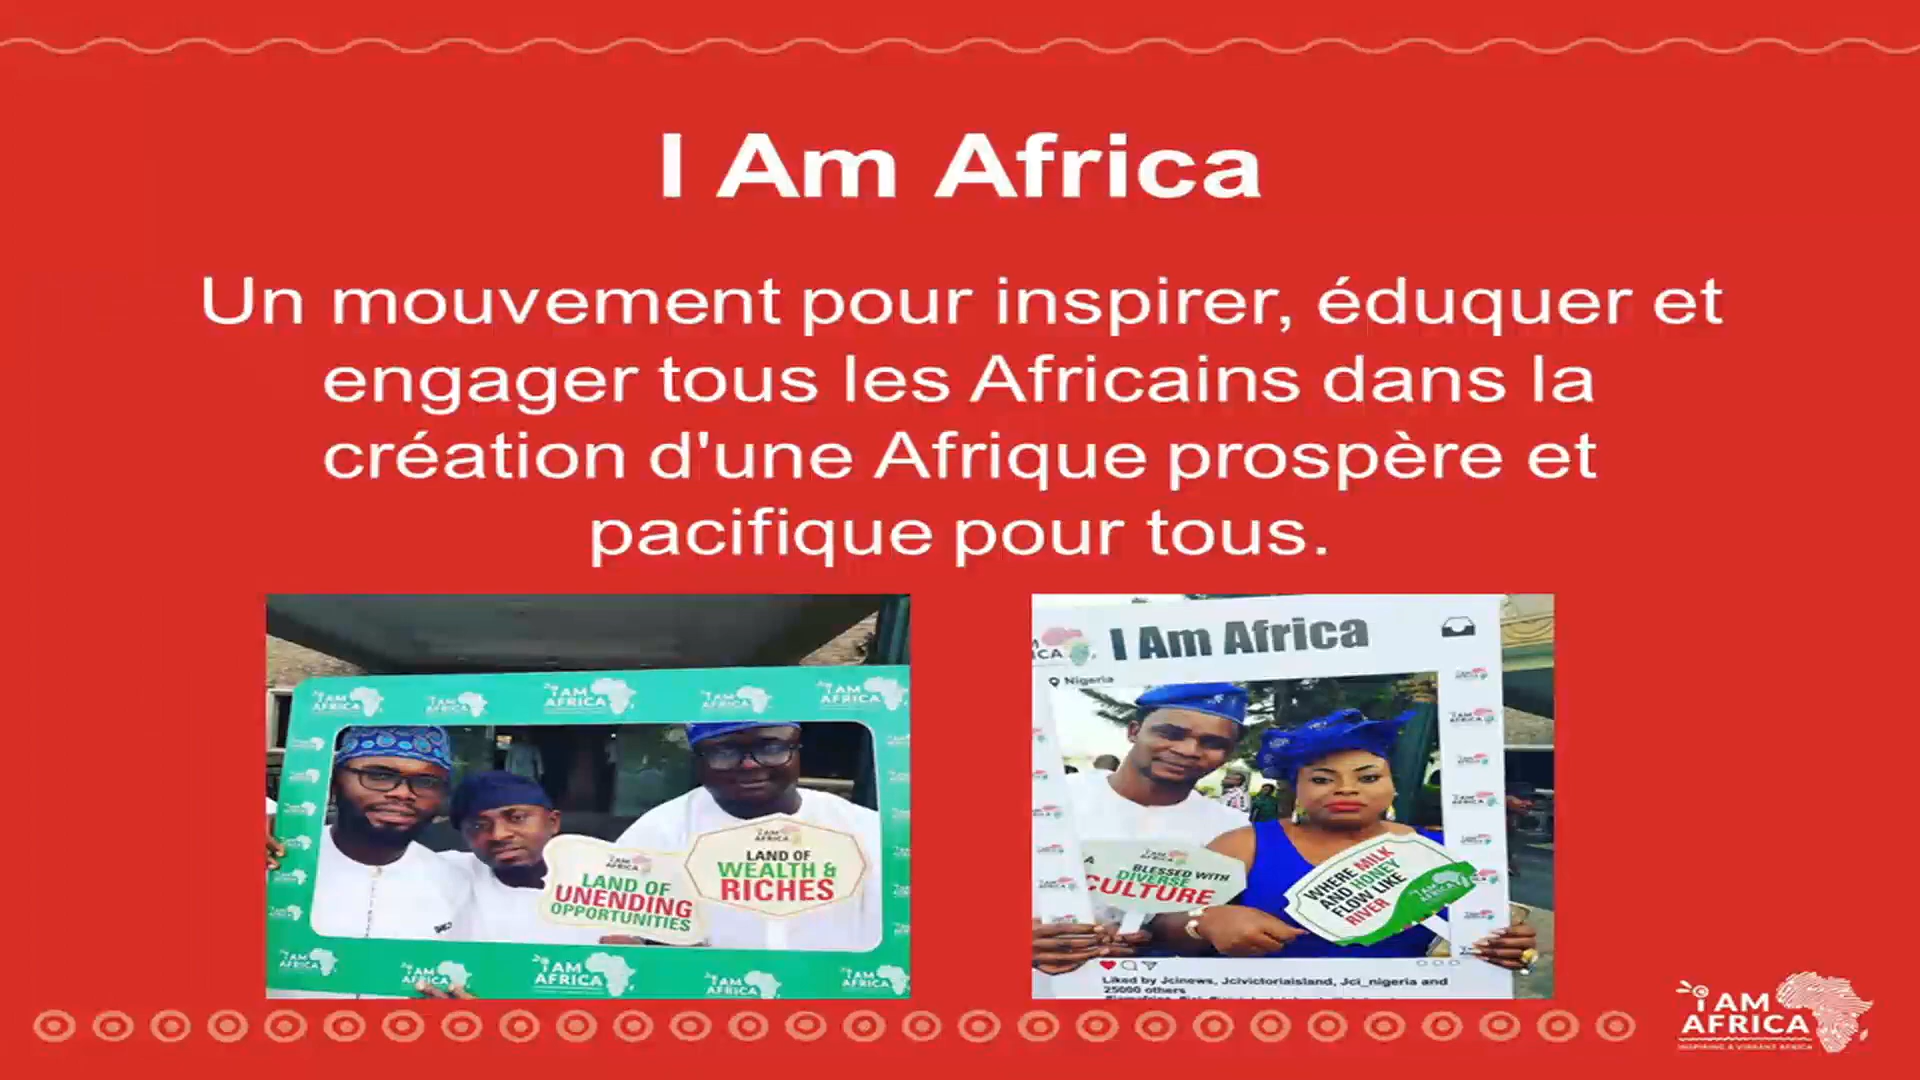 I Am Africa
Un mouvement pour inspirer, éduquer et
engager tous les Africains dans la
création d'une Afrique prospère et
pacifique pour tous.
I AM
AFRICA
LAND OF
UNENDING
OPPORTUNITIES
I AM
AFRICA
LAND OF
WEALTH &
RICHES
I Am Africa
Nigeria
I AM
AFRICA
BLESSED WITH
DIVERSE
CULTURE
WHERE MILK
AND HONEY
FLOW LIKE
RIVER
I AM
AFRICA
Liked by Jcinews, Jcivictoriaisland, Jci_nigeria and
25000 others
I AM
AFRICA
INSPIRING A VIBRANT AFRICA